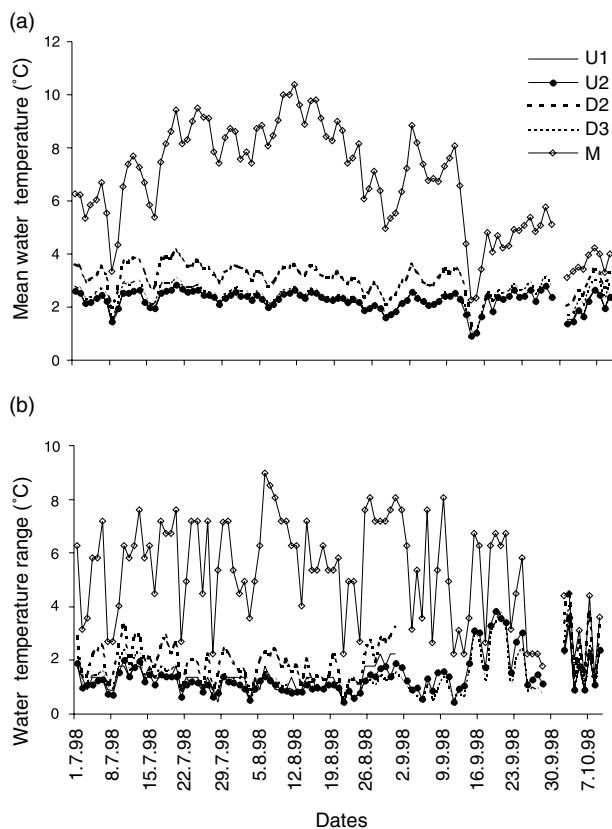 (a)
Mean water temperature (˚C)
12
10
8
6
4
2
0
U1
U2
D2
D3
M
(b)
Water temperature range (˚C)
10
8
6
4
2
0
1.7.98
8.7.98
15.7.98
22.7.98
29.7.98
5.8.98
12.8.98
19.8.98
26.8.98
2.9.98
9.9.98
16.9.98
23.9.98
30.9.98
7.10.98
Dates